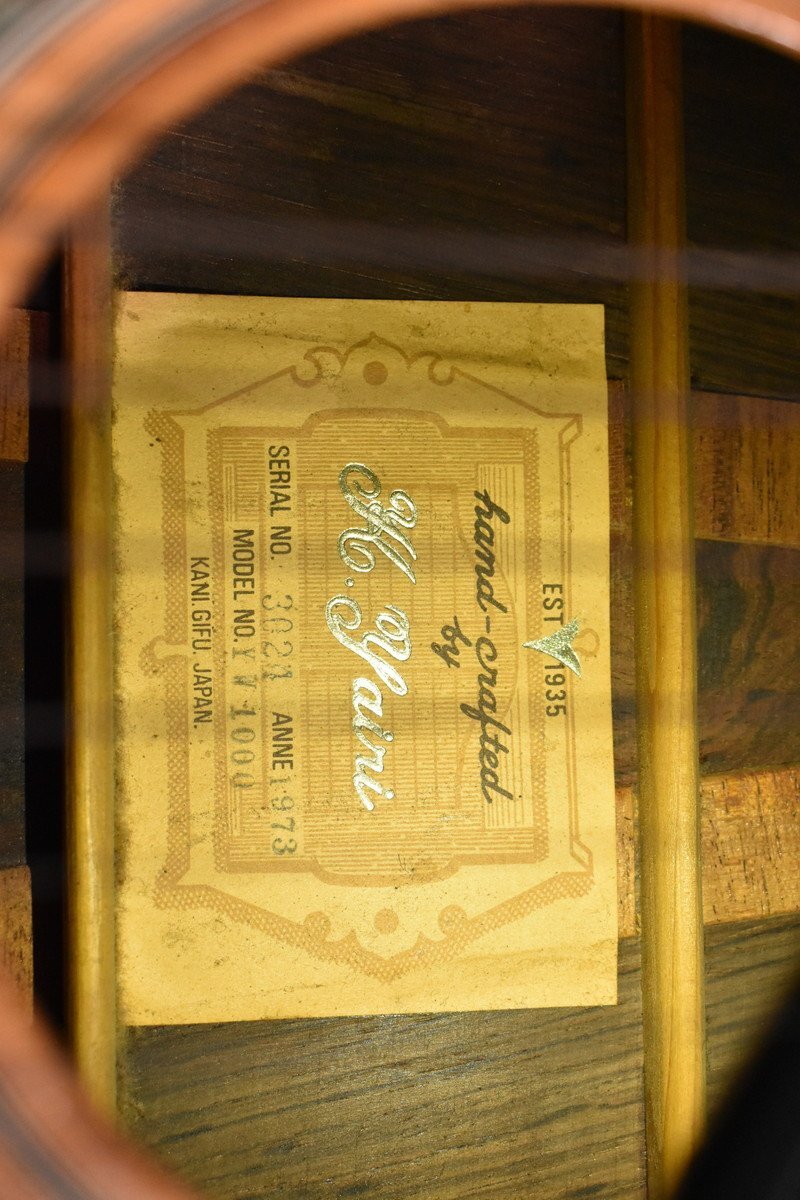 EST 1935
hand-crafted
by
K. Yairi
SERIAL NO. 3021 ANNE 1973
MODEL NO. YW 1000
KANI. GIFU. JAPAN.